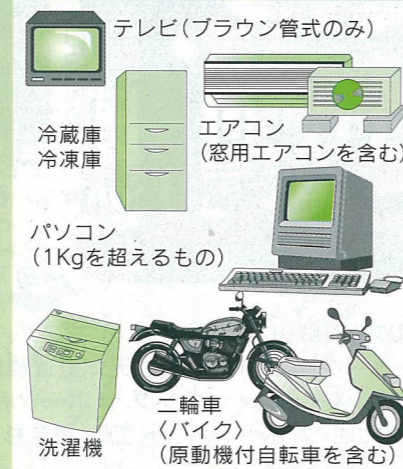 テレビ(ブラウン管式のみ)
冷蔵庫
冷凍庫
エアコン
(窓用エアコンを含む)
パソコン
(1Kgを超えるもの)
洗濯機
二輪車
〈バイク〉
(原動機付自転車を含む)